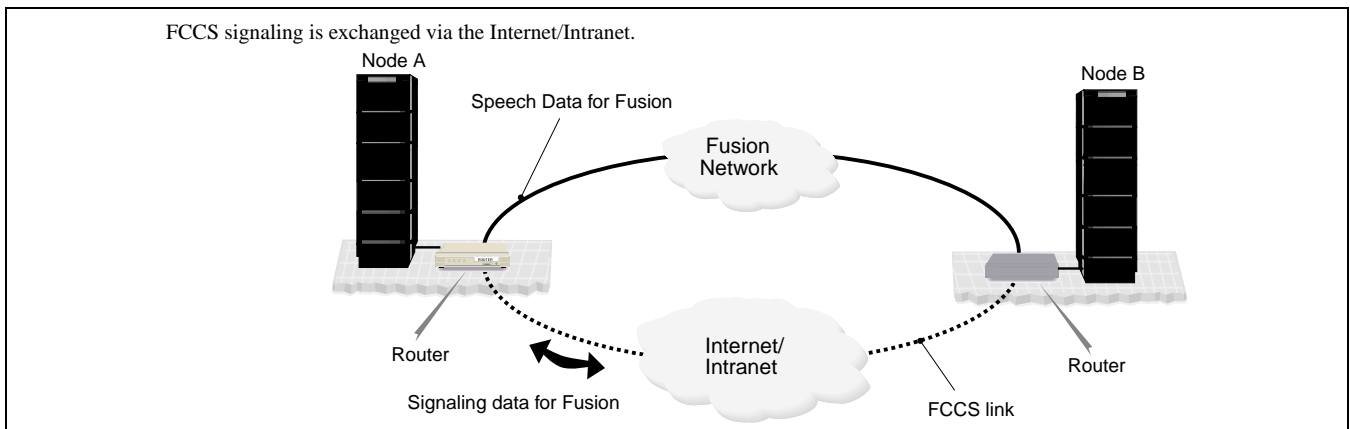 FCCS signaling is exchanged via the Internet/Intranet.
Node A
Node B
Speech Data for Fusion
Fusion
Network
ROUTER
Internet/
Intranet
Router
Router
Signaling data for Fusion
FCCS link